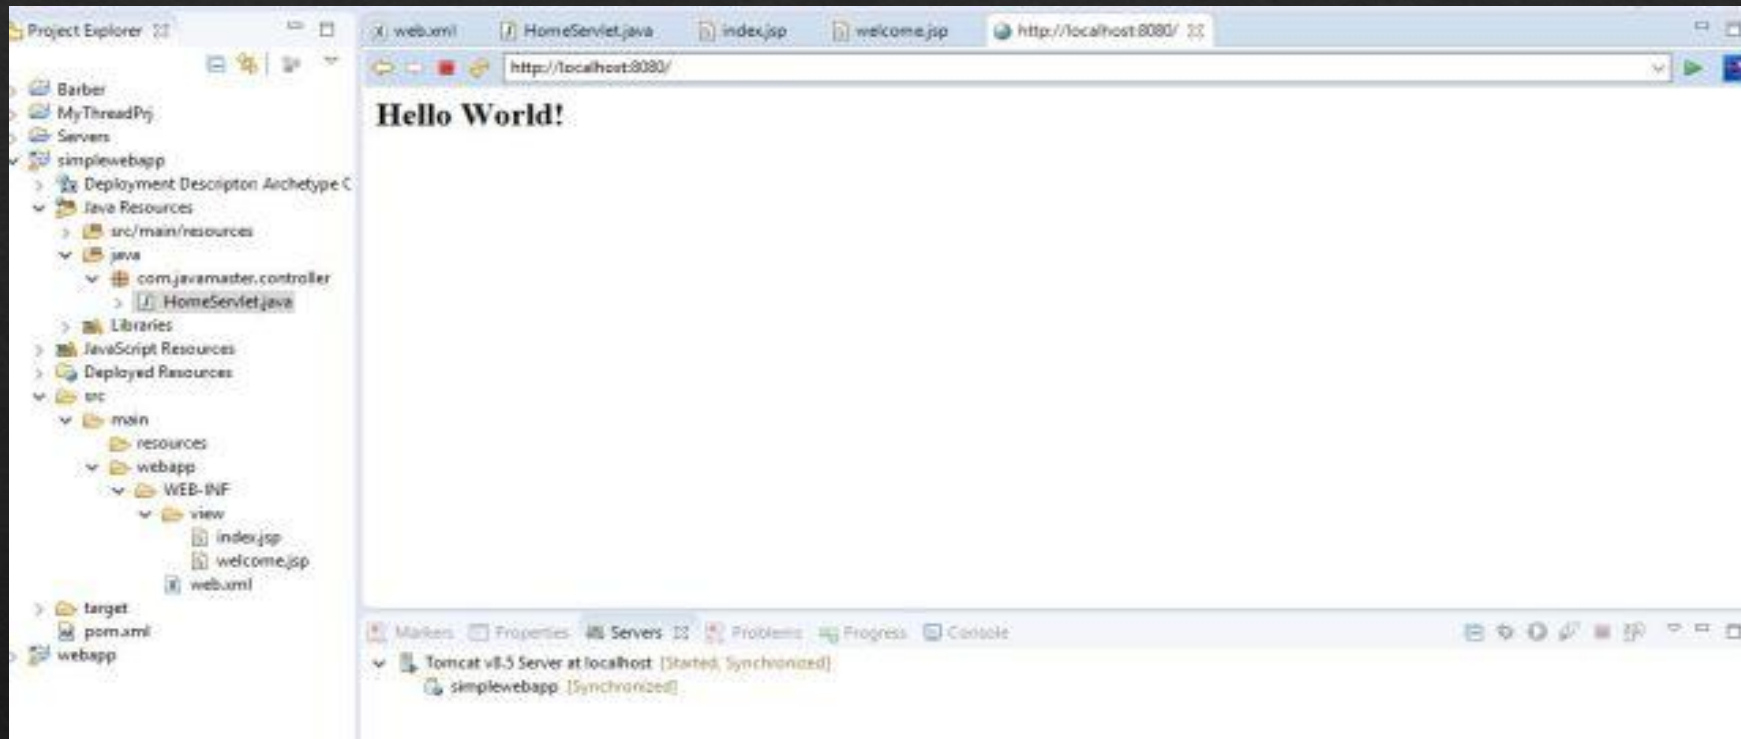 Project Explorer
web.xml HomeServlet.java index.jsp welcome.jsp http://localhost:8080/
http://localhost:8080/
Hello World!
Barber
MyThreadPrj
Servers
simplewebapp
Deployment Descripton Archetype C
Java Resources
src/main/resources
java
com.javamaster.controller
HomeServlet.java
Libraries
JavaScript Resources
Deployed Resources
src
main
resources
webapp
WEB-INF
view
index.jsp
welcome.jsp
web.xml
target
pom.xml
webapp
Markers Properties Servers Problems Progress Console
Tomcat v8.5 Server at localhost [Started, Synchronized]
simplewebapp [Synchronized]